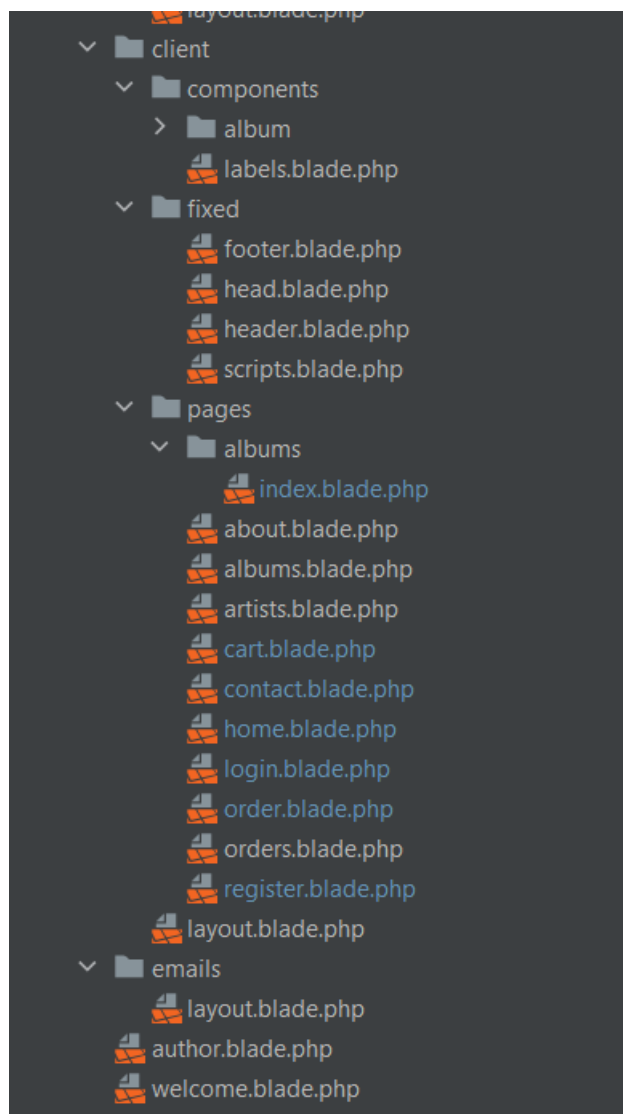 layout.blade.php
client
components
album
labels.blade.php
fixed
footer.blade.php
head.blade.php
header.blade.php
scripts.blade.php
pages
albums
index.blade.php
about.blade.php
albums.blade.php
artists.blade.php
cart.blade.php
contact.blade.php
home.blade.php
login.blade.php
order.blade.php
orders.blade.php
register.blade.php
layout.blade.php
emails
layout.blade.php
author.blade.php
welcome.blade.php